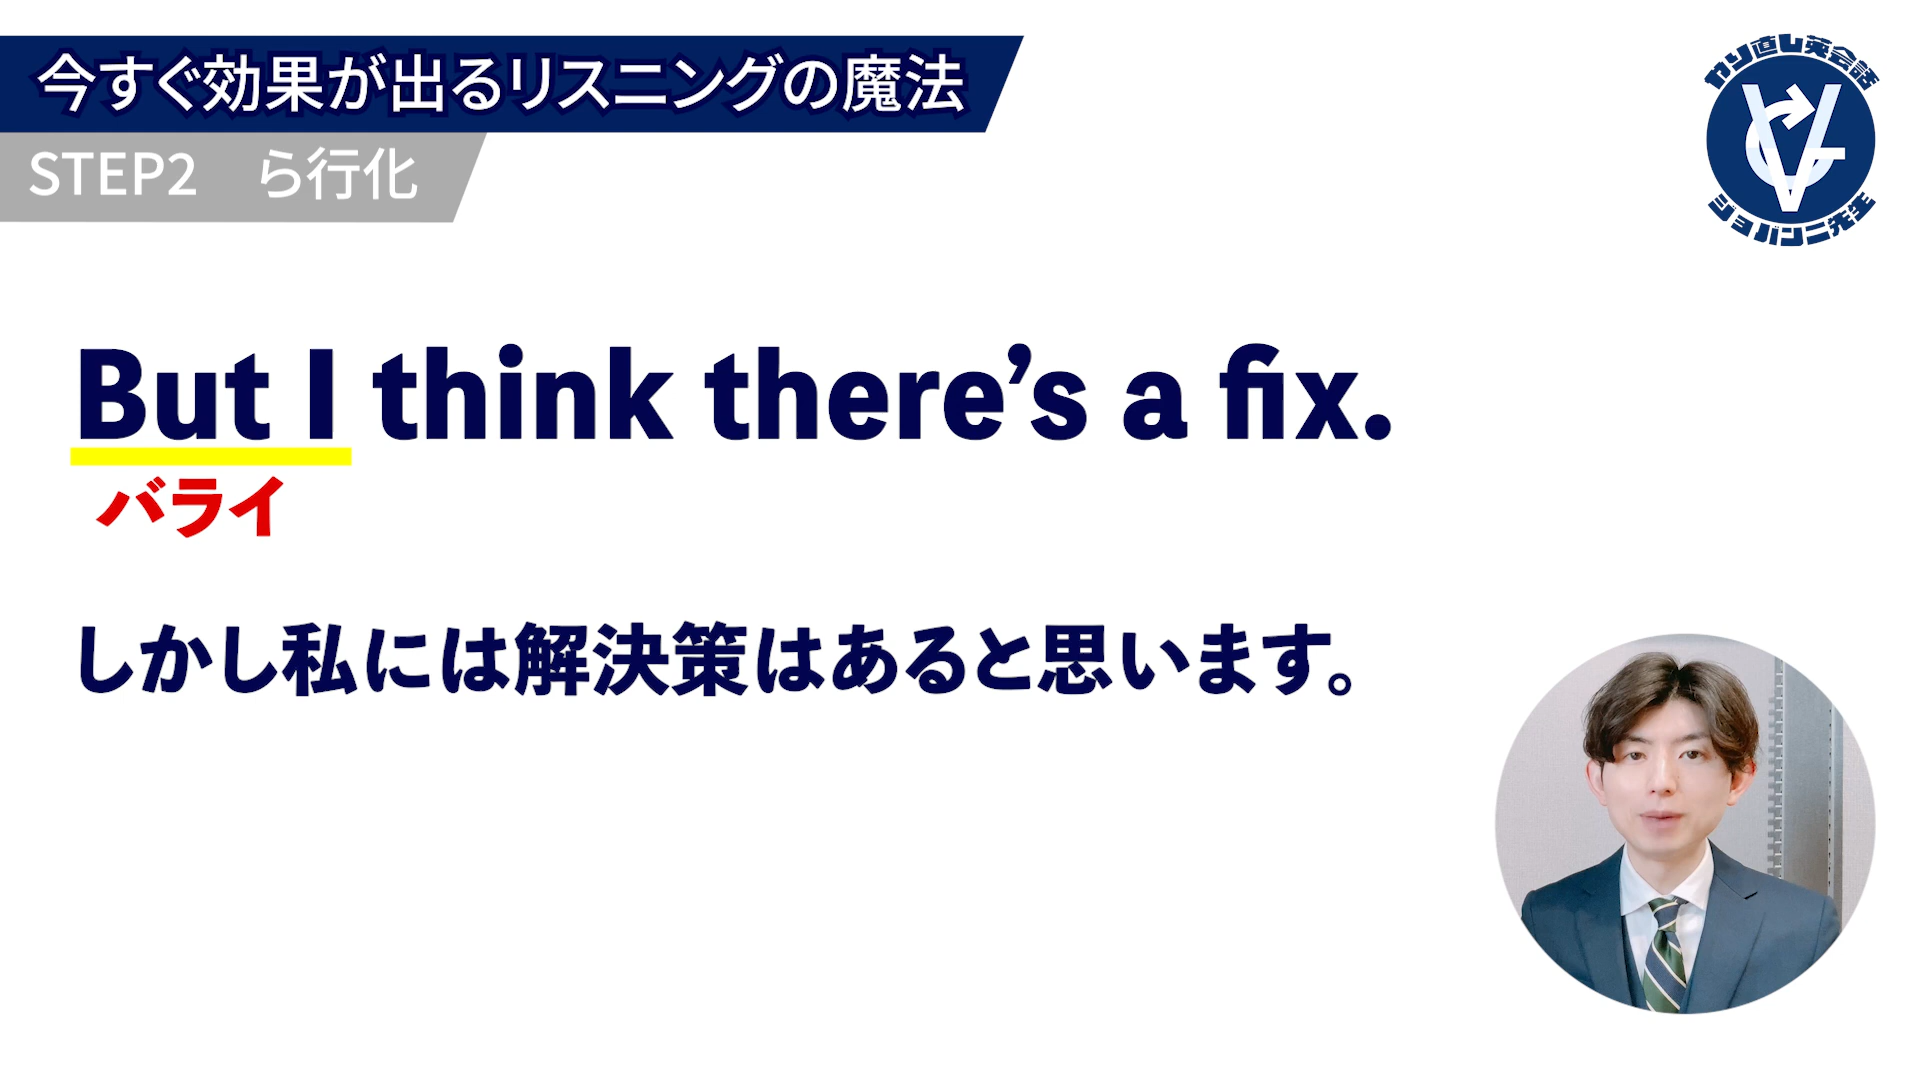 今すぐ効果が出るリスニングの魔法
STEP2　ら行化
やり直し英会話
ジョバンニ先生
But I think there’s a fix.
バライ
しかし私には解決策はあると思います。